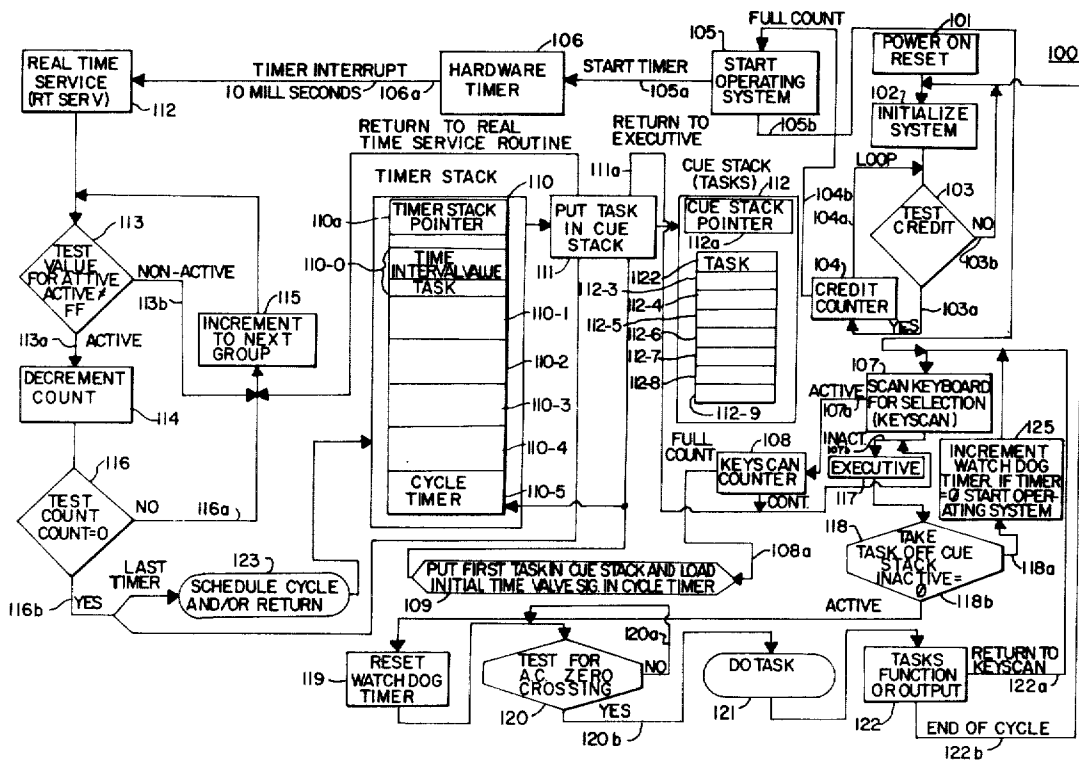 FULL COUNT
101
POWER ON
RESET
100
106
105
REAL TIME
SERVICE
(RT SERV)
112
TIMER INTERRUPT
10 MILL SECONDS
106a
HARDWARE
TIMER
START TIMER
105a
START
OPERATING
SYSTEM
105b
102
INITIALIZE
SYSTEM
RETURN TO REAL
TIME SERVICE ROUTINE
RETURN TO
EXECUTIVE
111a
LOOP
TIMER STACK
110
110a
TIMER STACK
POINTER
110-0
TIME
INTERVAL VALUE
TASK
110-1
110-2
110-3
110-4
CYCLE
TIMER
110-5
PUT TASK
IN CUE
STACK
111
CUE STACK
(TASKS)
112
CUE STACK
POINTER
112a
112-2
TASK
112-3
112-4
112-5
112-6
112-7
112-8
112-9
104b
104a
103
TEST
CREDIT
NO
103b
104
CREDIT
COUNTER
103a
YES
113
TEST
VALUE
FOR ATTIVE
ACTIVE ≠
FF
NON-ACTIVE
113b
113a
ACTIVE
115
INCREMENT
TO NEXT
GROUP
DECREMENT
COUNT
114
107
ACTIVE
107a
SCAN KEYBOARD
FOR SELECTION
(KEYSCAN)
INACT.
107b
EXECUTIVE
117
125
INCREMENT
WATCH DOG
TIMER. IF TIMER
=0 START OPER-
ATING SYSTEM
FULL
COUNT
108
KEYSCAN
COUNTER
CONT.
108a
116
TEST
COUNT
COUNT=0
NO
116a
116b
YES
LAST
TIMER
123
SCHEDULE CYCLE
AND/OR RETURN
PUT FIRST TASK IN CUE STACK AND LOAD
INITIAL TIME VALVE SIG. IN CYCLE TIMER
109
118
TAKE
TASK OFF CUE
STACK
INACTIVE=
0
118a
118b
ACTIVE
119
RESET
WATCH DOG
TIMER
120a
TEST FOR
A.C. ZERO
CROSSING
NO
120
YES
120b
DO TASK
121
TASKS
FUNCTION
OR OUTPUT
122
RETURN TO
KEYSCAN
122a
END OF CYCLE
122b